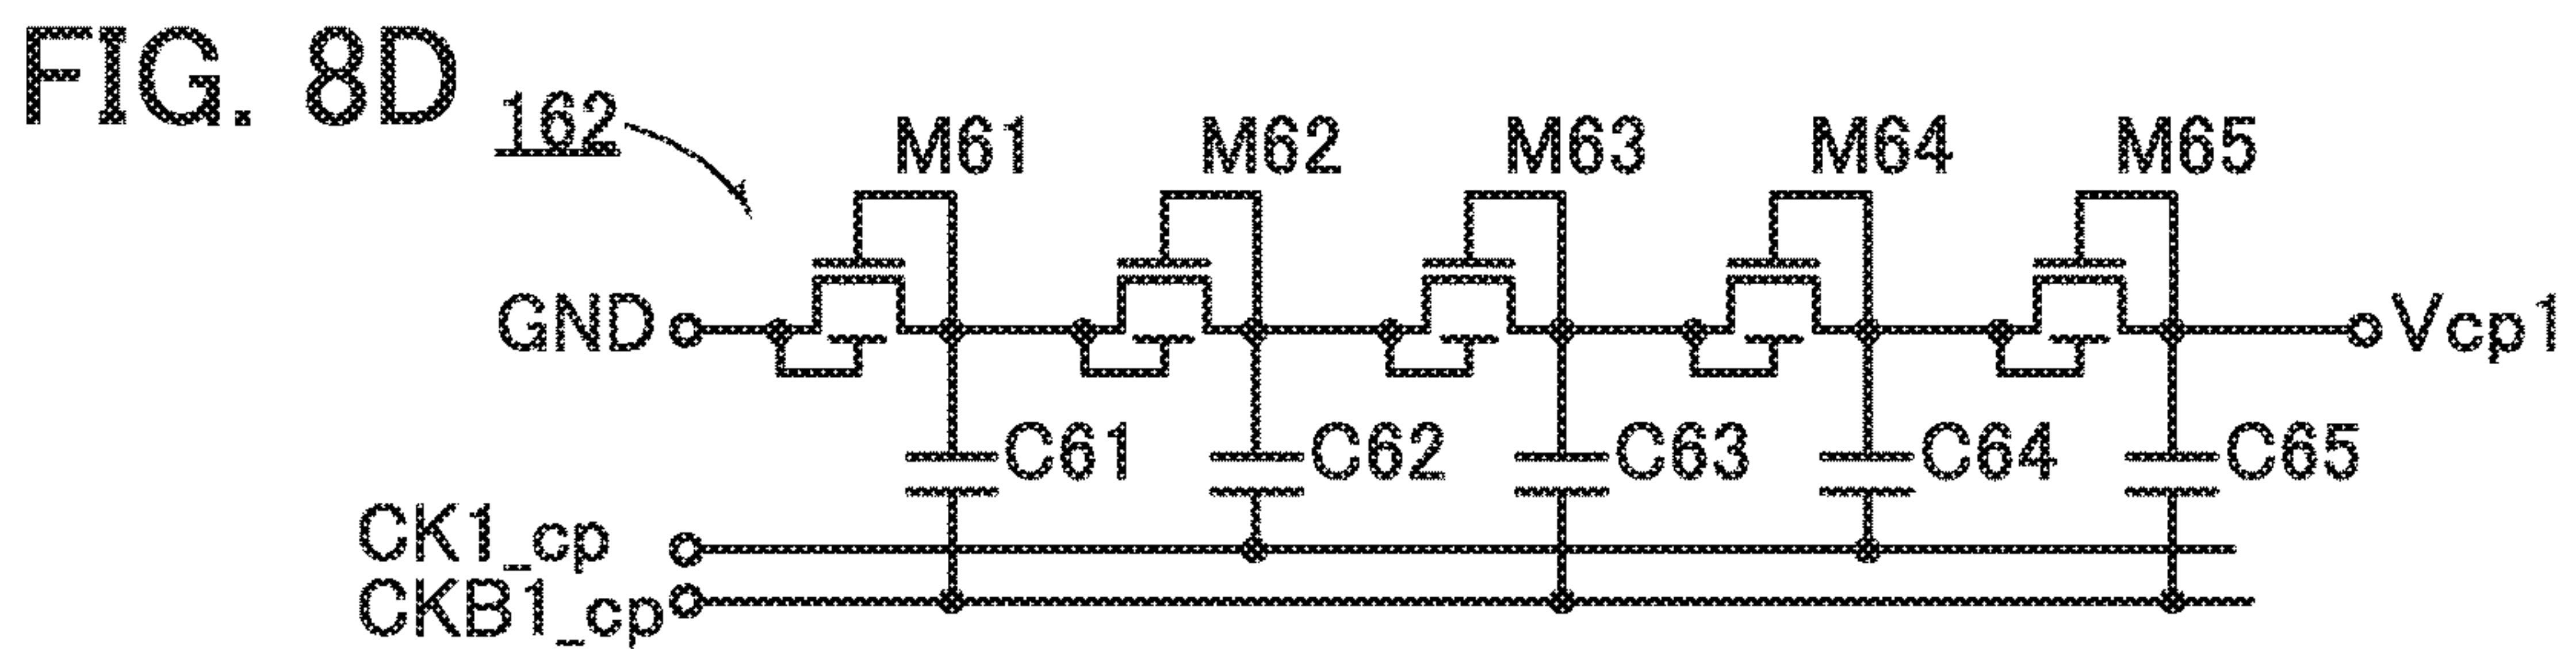 FIG. 8D
162
M61 M62 M63 M64 M65
GND Vcp1
C61 C62 C63 C64 C65
CK1_cp
CKB1_cp